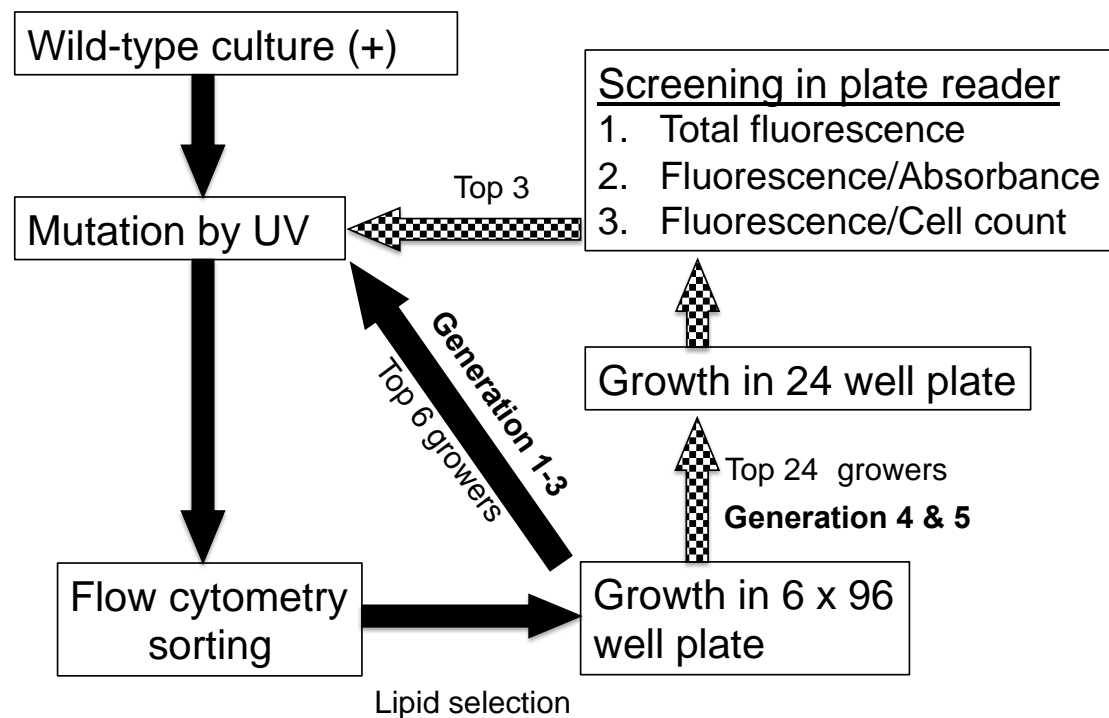 Wild-type culture (+)
Screening in plate reader
1. Total fluorescence
2. Fluorescence/Absorbance
3. Fluorescence/Cell count
Top 3
Mutation by UV
Generation 1-3
Top 6 growers
Growth in 24 well plate
Top 24 growers
Generation 4 & 5
Flow cytometry
sorting
Growth in 6 x 96
well plate
Lipid selection